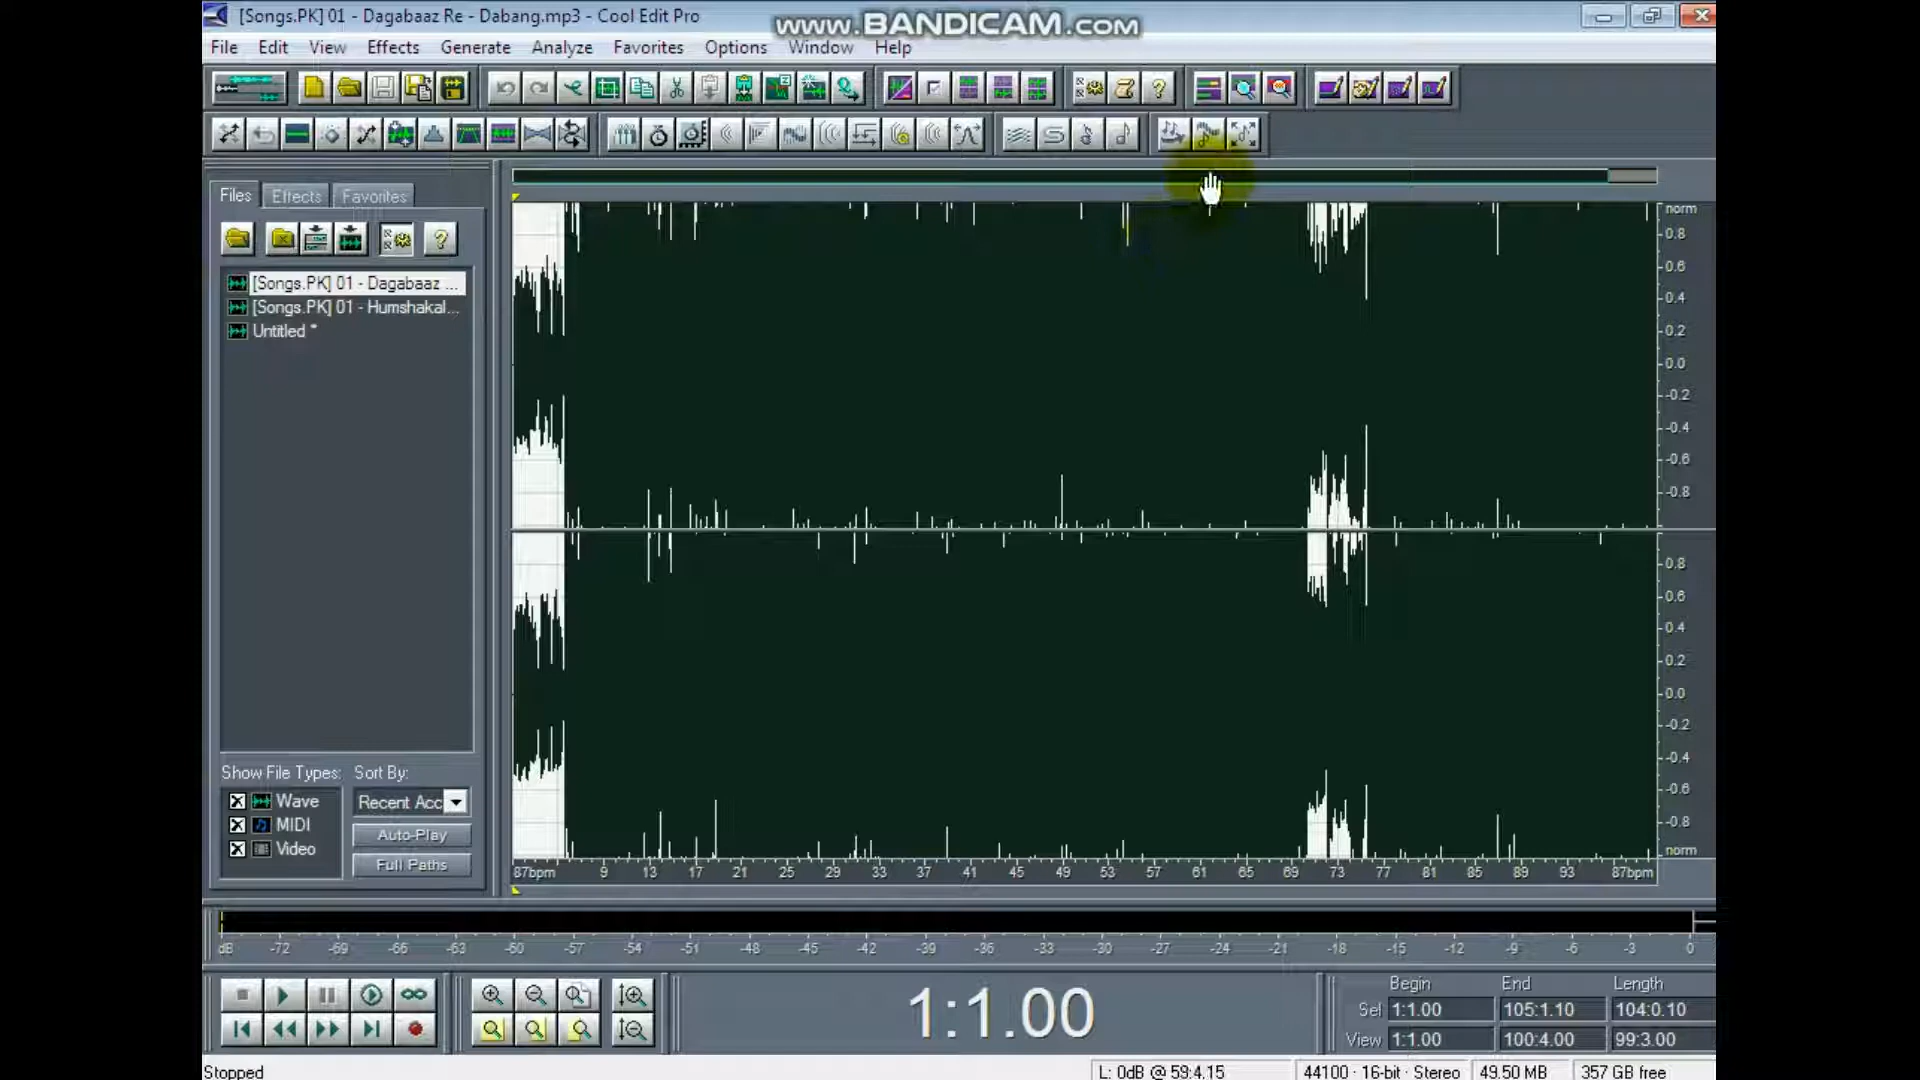 [Songs.PK] 01 - Dagabaaz Re - Dabang.mp3 - Cool Edit Pro
www.BANDICAM.com
File Edit View Effects Generate Analyze Favorites Options Window Help
Files Effects Favorites
[Songs.PK] 01 - Dagabaaz ...
[Songs.PK] 01 - Humshakal...
Untitled *
norm
0.8
0.6
0.4
0.2
0.0
-0.2
-0.4
-0.6
-0.8
0.8
0.6
0.4
0.2
0.0
-0.2
-0.4
-0.6
-0.8
norm
Show File Types: Sort By:
Wave
MIDI
Video
Recent Acc
Auto-Play
Full Paths
87bpm 9 13 17 21 25 29 33 37 41 45 49 53 57 61 65 69 73 77 81 85 89 93 87bpm
dB -72 -69 -66 -63 -60 -57 -54 -51 -48 -45 -42 -39 -36 -33 -30 -27 -24 -21 -18 -15 -12 -9 -6 -3 0
1:1.00
Begin End Length
Sel 1:1.00 105:1.10 104:0.10
View 1:1.00 100:4.00 99:3.00
Stopped
L: 0dB @ 59:4.15 44100 · 16-bit · Stereo 49.50 MB 357 GB free